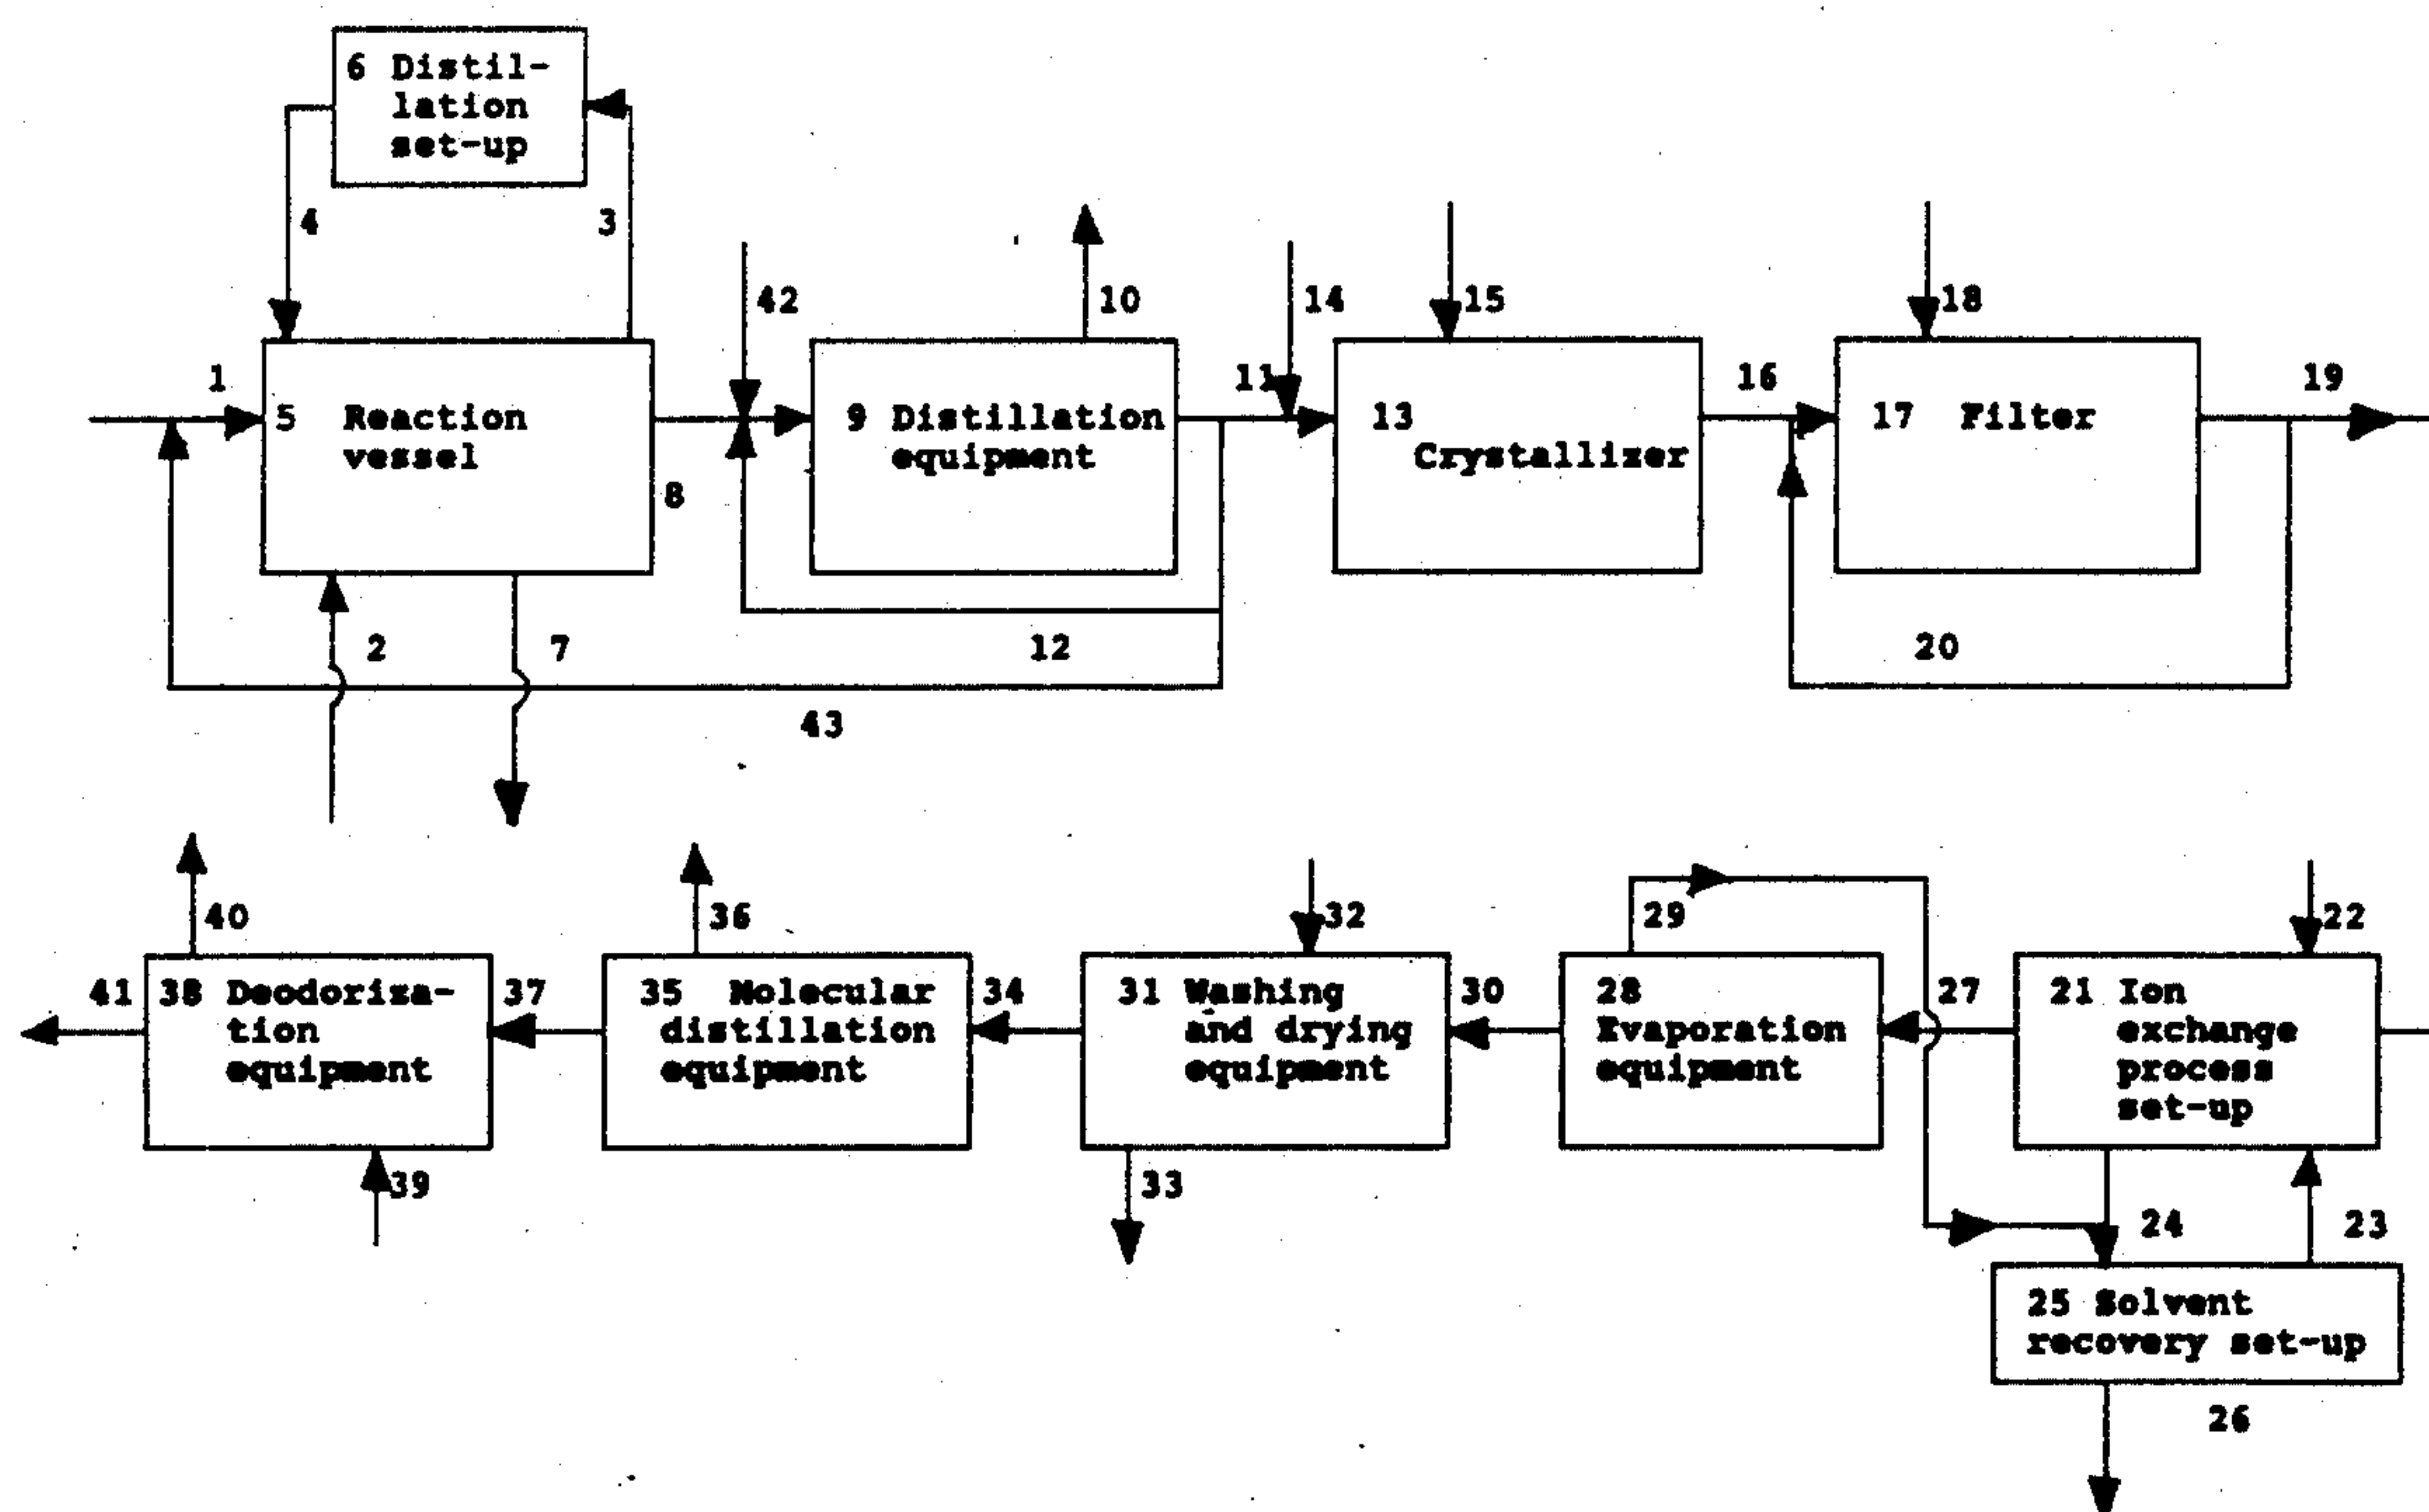 6 Distil-
lation
set-up
4
3
42
10
14
15
18
1
11
16
19
5 Reaction
vessel
8
9 Distillation
equipment
13
Crystallizer
17 Filter
2
7
12
20
43
40
36
32
29
22
41
38 Deodoriza-
tion
equipment
37
35 Molecular
distillation
equipment
34
31 Washing
and drying
equipment
30
28
Evaporation
equipment
27
21 Ion
exchange
process
set-up
39
33
24
23
25 Solvent
recovery set-up
26